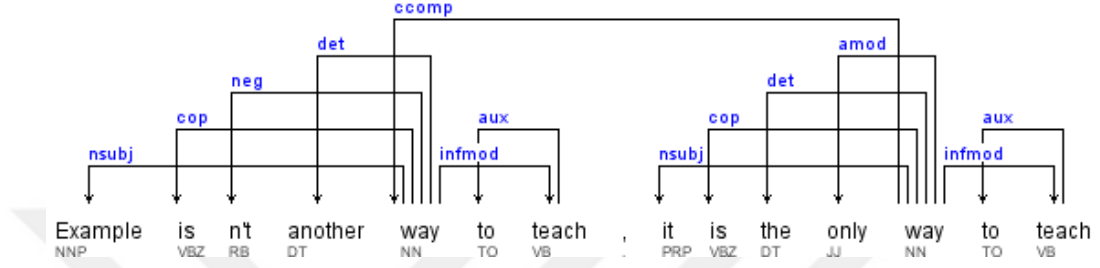 ccomp
det amod
neg det
cop aux cop aux
nsubj infmod nsubj infmod
Example is n't another way to teach , it is the only way to teach
NNP VBZ RB DT NN TO VB . PRP VBZ DT JJ NN TO VB